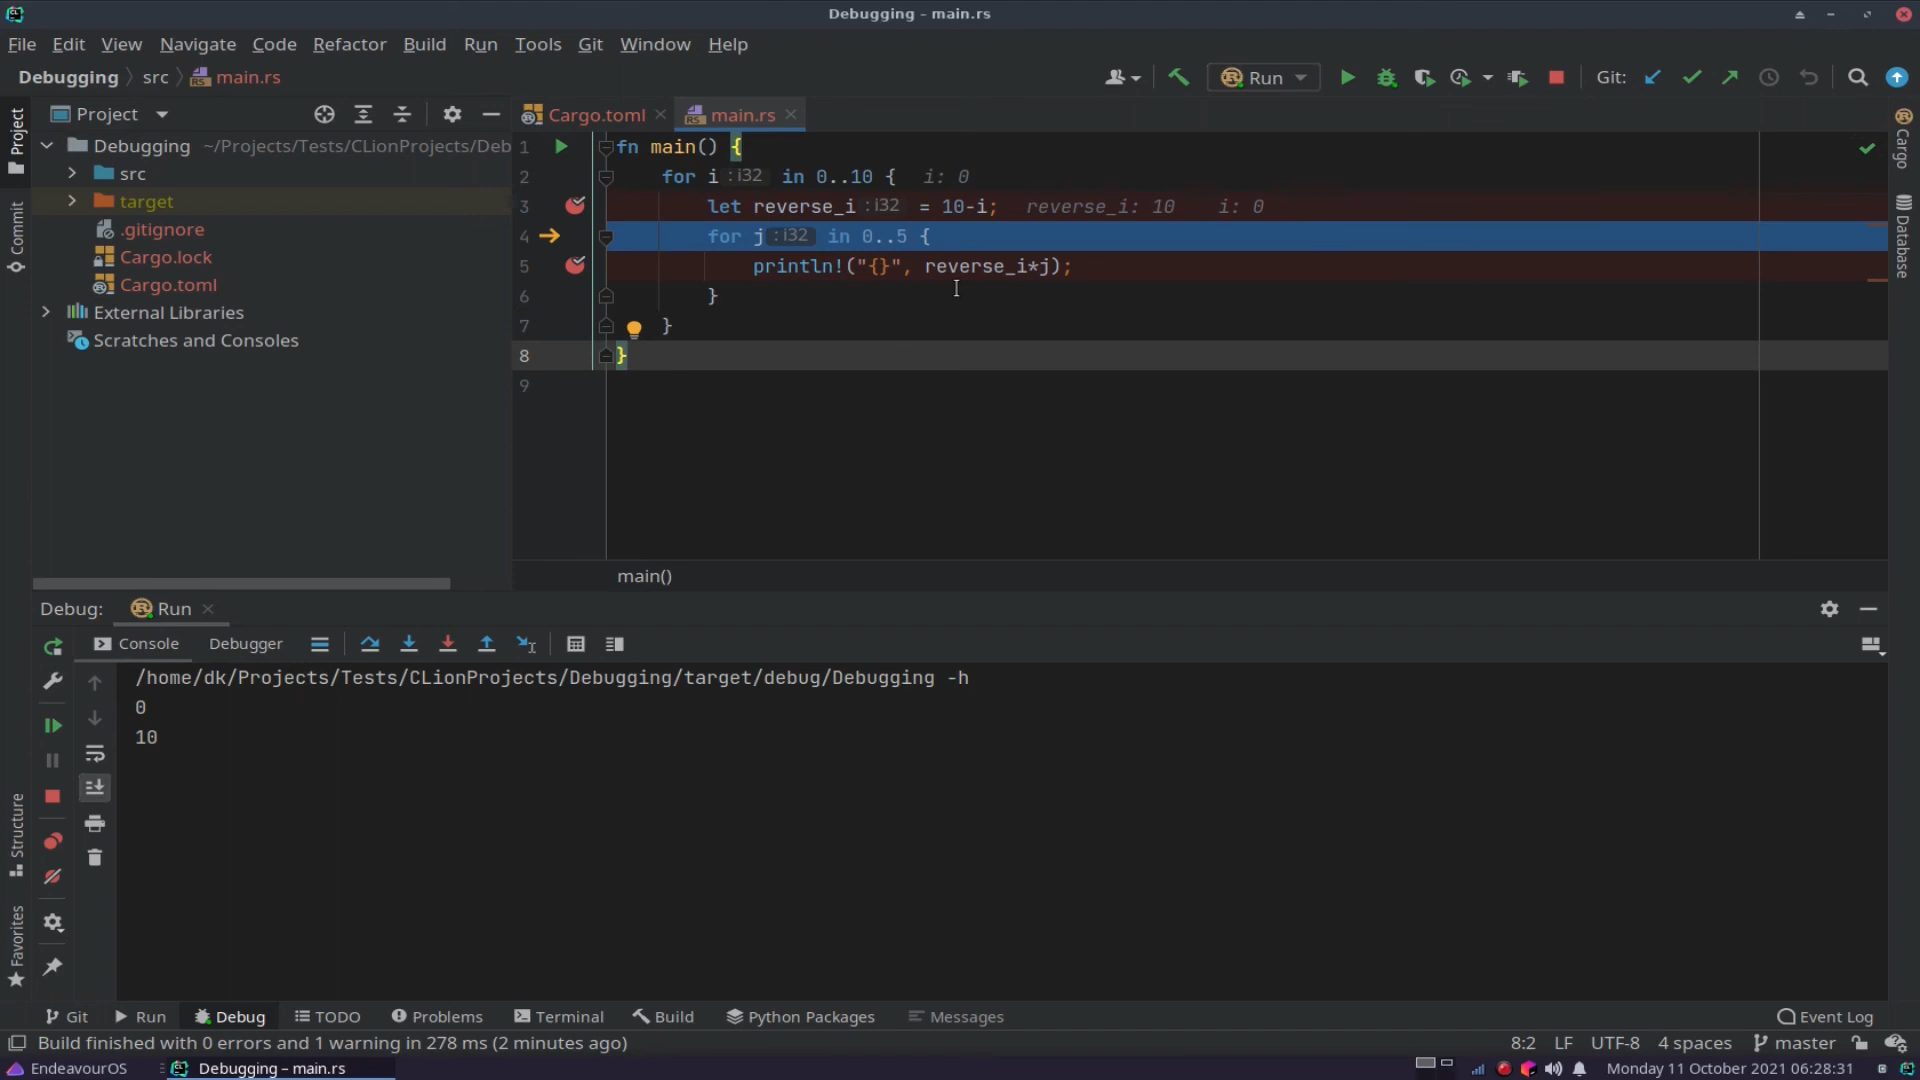 Debugging – main.rs
File Edit View Navigate Code Refactor Build Run Tools Git Window Help
Debugging src main.rs Run Git:
Project
Project
Commit
Structure
Favorites
Debugging ~/Projects/Tests/CLionProjects/Deb
src
target
.gitignore
Cargo.lock
Cargo.toml
External Libraries
Scratches and Consoles
Cargo.toml main.rs
1 fn main() {
2 for i :i32 in 0..10 { i: 0
3 let reverse_i :i32 = 10-i; reverse_i: 10 i: 0
4 for j :i32 in 0..5 {
5 println!("{}", reverse_i*j);
6 }
7 }
8 }
9
main()
Cargo
Database
Debug: Run
Console Debugger
/home/dk/Projects/Tests/CLionProjects/Debugging/target/debug/Debugging -h
0
10
Git Run Debug TODO Problems Terminal Build Python Packages Messages Event Log
Build finished with 0 errors and 1 warning in 278 ms (2 minutes ago) 8:2 LF UTF-8 4 spaces master
EndeavourOS Debugging – main.rs Monday 11 October 2021 06:28:31